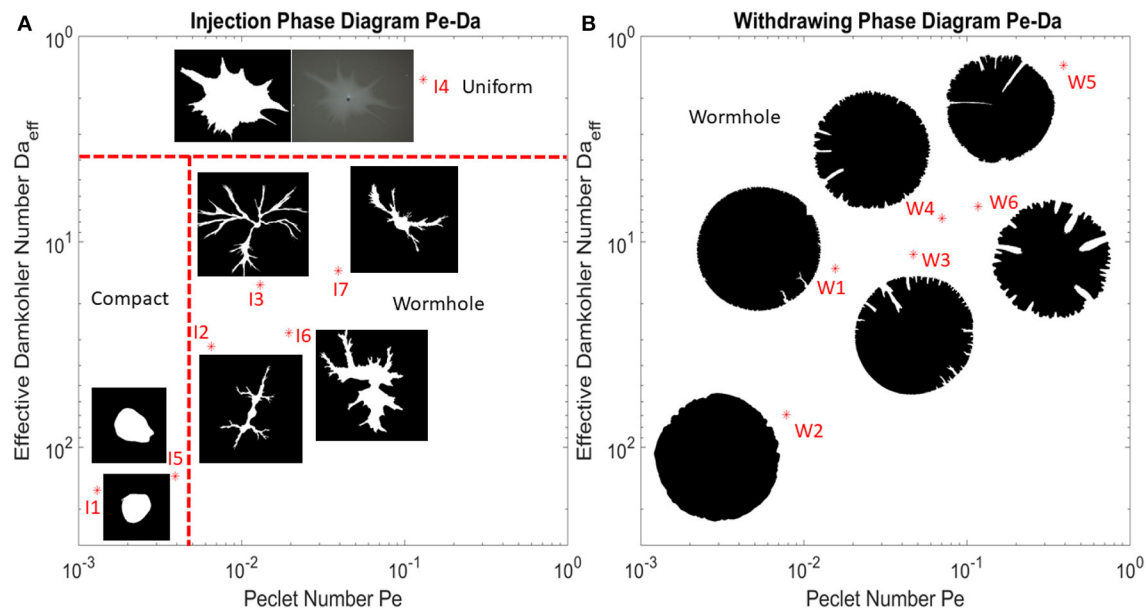 A
Injection Phase Diagram Pe-Da
Effective Damkohler Number Da_eff
10^0
10^1
10^2
I4
Uniform
Compact
I3
I7
Wormhole
I2
I6
I5
I1
10^-3
10^-2
10^-1
10^0
Peclet Number Pe
B
Withdrawing Phase Diagram Pe-Da
Effective Damkohler Number Da_eff
10^0
10^1
10^2
Wormhole
W5
W4
W6
W3
W1
W2
10^-3
10^-2
10^-1
10^0
Peclet Number Pe